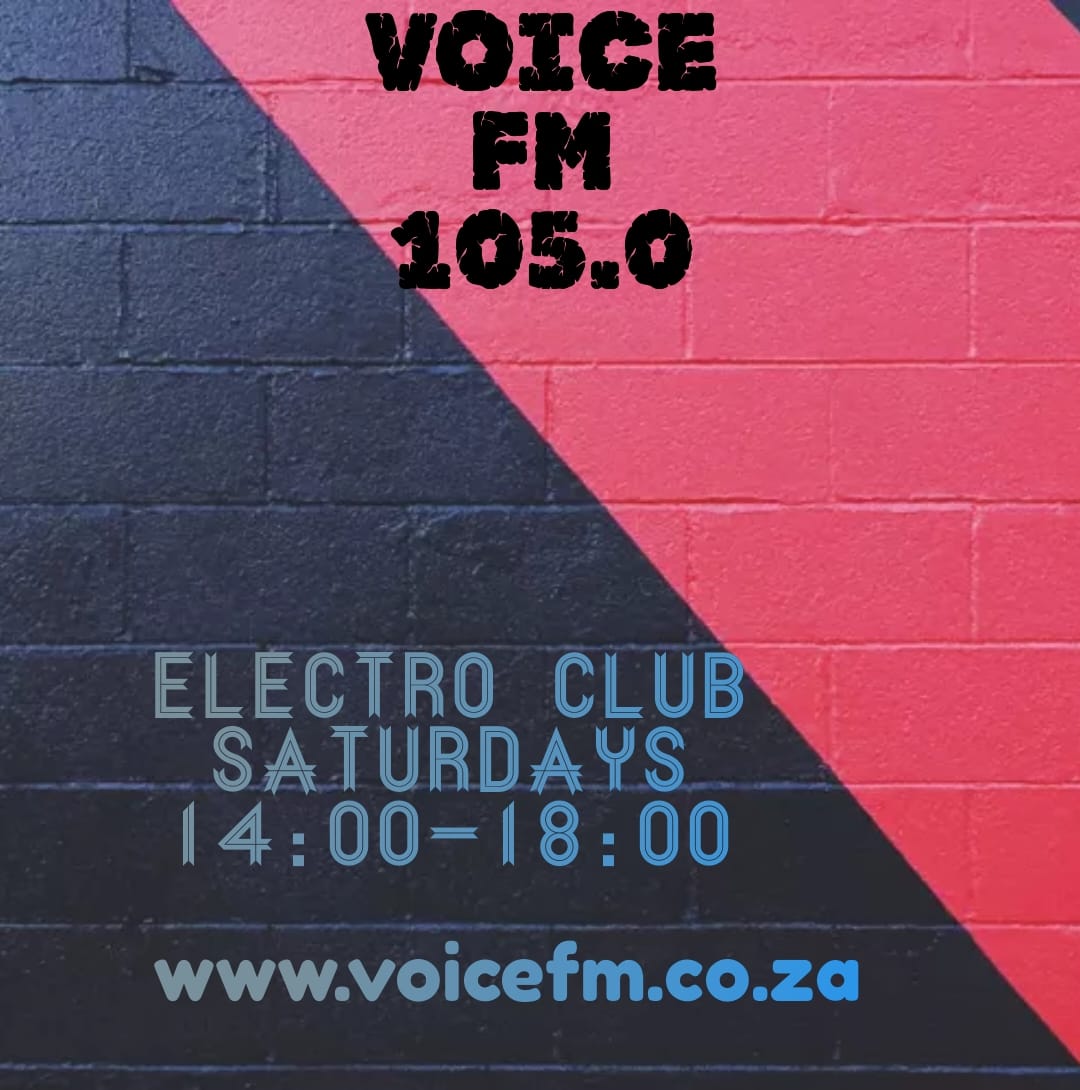 VOICE
FM
105.0
ELECTRO CLUB
SATURDAYS
14:00-18:00
www.voicefm.co.za